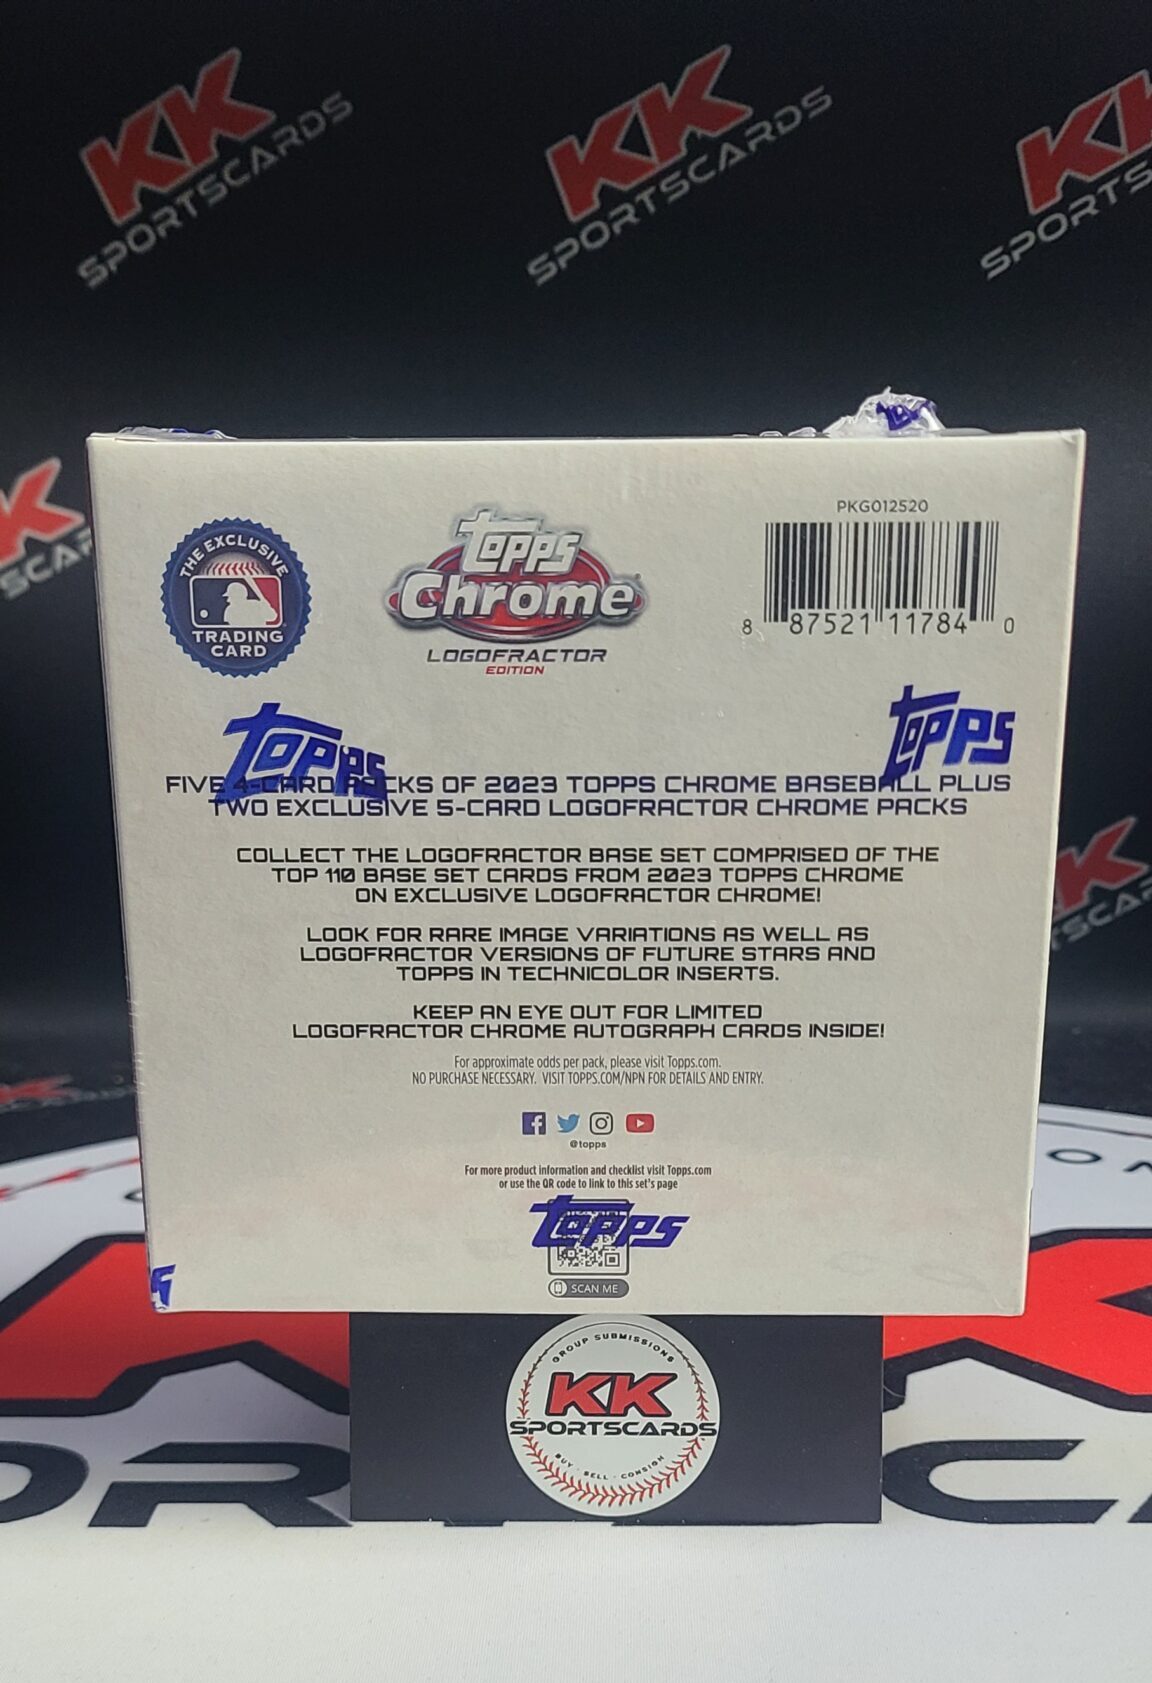 KK
SPORTSCARDS
KK
SPORTSCARDS
KK
SPORTSCARDS
PKG012520
THE EXCLUSIVE
TRADING
CARD
Topps
Chrome
LOGOFRACTOR
EDITION
8 87521 11784 0
Topps
Topps
FIVE 4-CARD PACKS OF 2023 TOPPS CHROME BASEBALL PLUS
TWO EXCLUSIVE 5-CARD LOGOFRACTOR CHROME PACKS
COLLECT THE LOGOFRACTOR BASE SET COMPRISED OF THE
TOP 110 BASE SET CARDS FROM 2023 TOPPS CHROME
ON EXCLUSIVE LOGOFRACTOR CHROME!
LOOK FOR RARE IMAGE VARIATIONS AS WELL AS
LOGOFRACTOR VERSIONS OF FUTURE STARS AND
TOPPS IN TECHNICOLOR INSERTS.
KEEP AN EYE OUT FOR LIMITED
LOGOFRACTOR CHROME AUTOGRAPH CARDS INSIDE!
For approximate odds per pack, please visit Topps.com.
NO PURCHASE NECESSARY. VISIT TOPPS.COM/NPN FOR DETAILS AND ENTRY.
@topps
For more product information and checklist visit Topps.com
or use the QR code to link to this set's page
Topps
SCAN ME
GROUP SUBMISSIONS
KK
SPORTSCARDS
BUY - SELL - CONSIGN